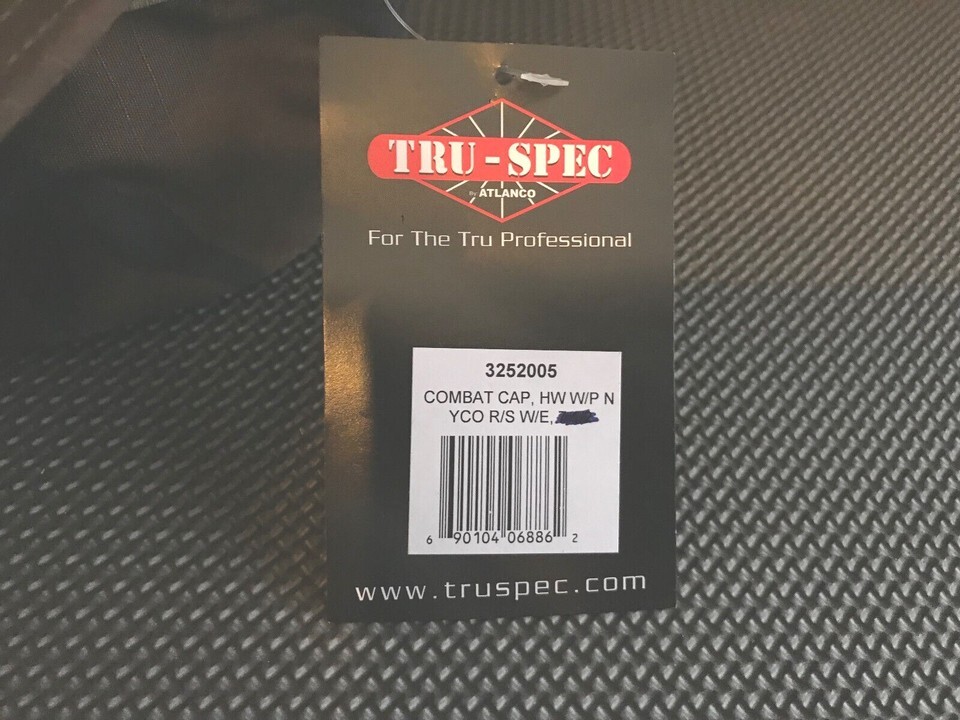 TRU-SPEC
By ATLANCO
For The Tru Professional
3252005
COMBAT CAP, HW W/P N
YCO R/S W/E,
6 90104 06886 2
www.truspec.com